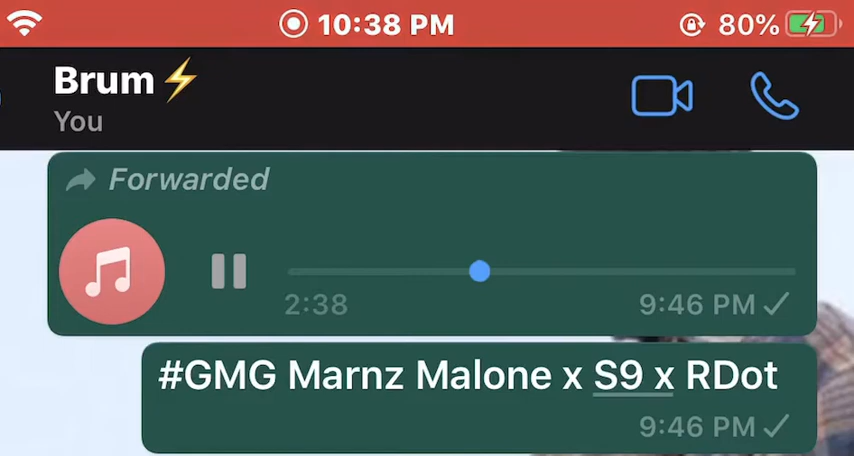 10:38 PM 80%
Brum⚡
You
Forwarded
2:38 9:46 PM
#GMG Marnz Malone x S9 x RDot
9:46 PM